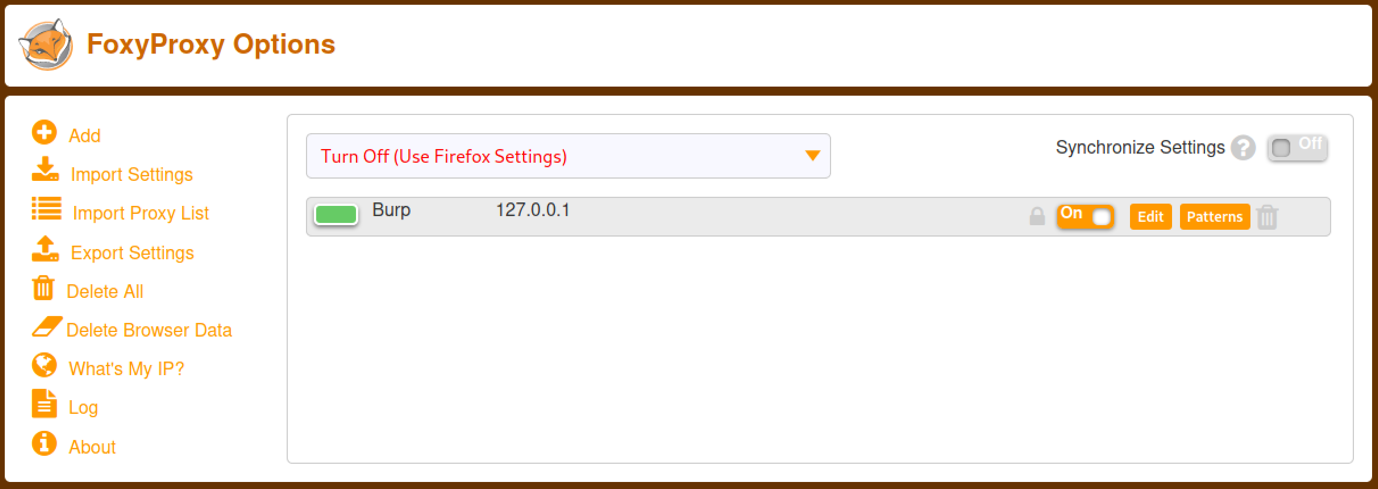 FoxyProxy Options
Add
Import Settings
Import Proxy List
Export Settings
Delete All
Delete Browser Data
What's My IP?
Log
About
Turn Off (Use Firefox Settings)
Synchronize Settings ? Off
Burp 127.0.0.1 On Edit Patterns